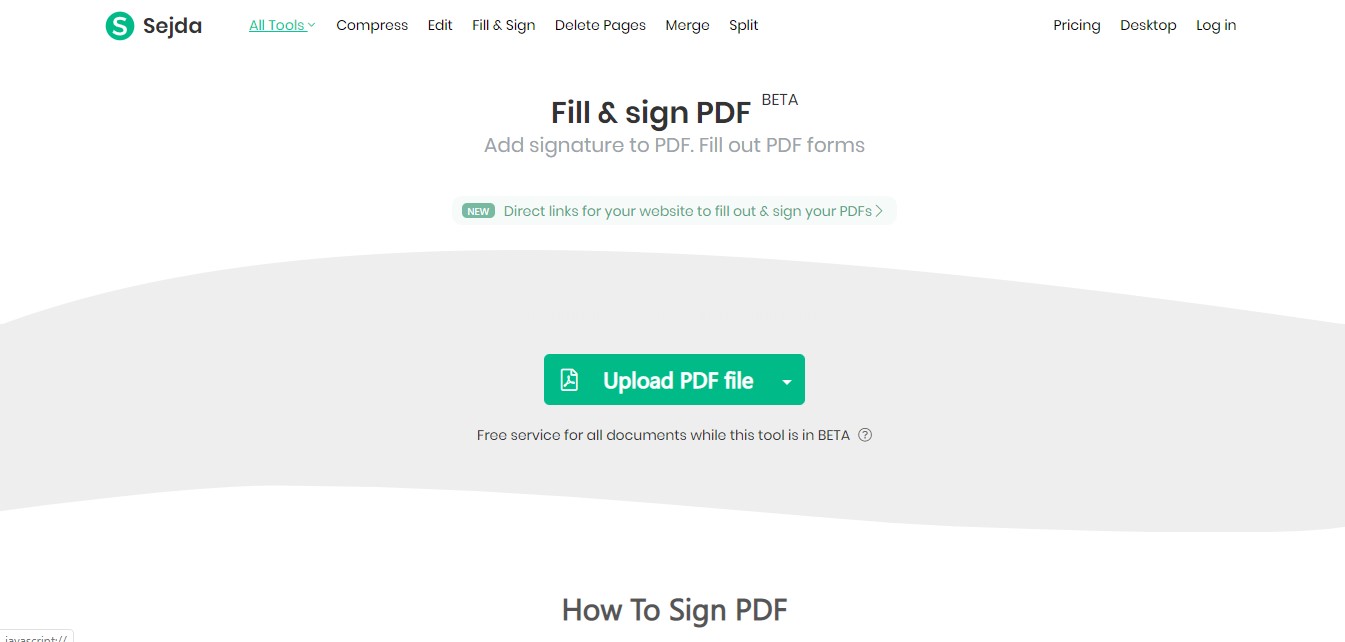 Sejda All Tools Compress Edit Fill & Sign Delete Pages Merge Split Pricing Desktop Log in
Fill & sign PDF BETA
Add signature to PDF. Fill out PDF forms
NEW Direct links for your website to fill out & sign your PDFs
Upload PDF file
Free service for all documents while this tool is in BETA
How To Sign PDF
javascript://